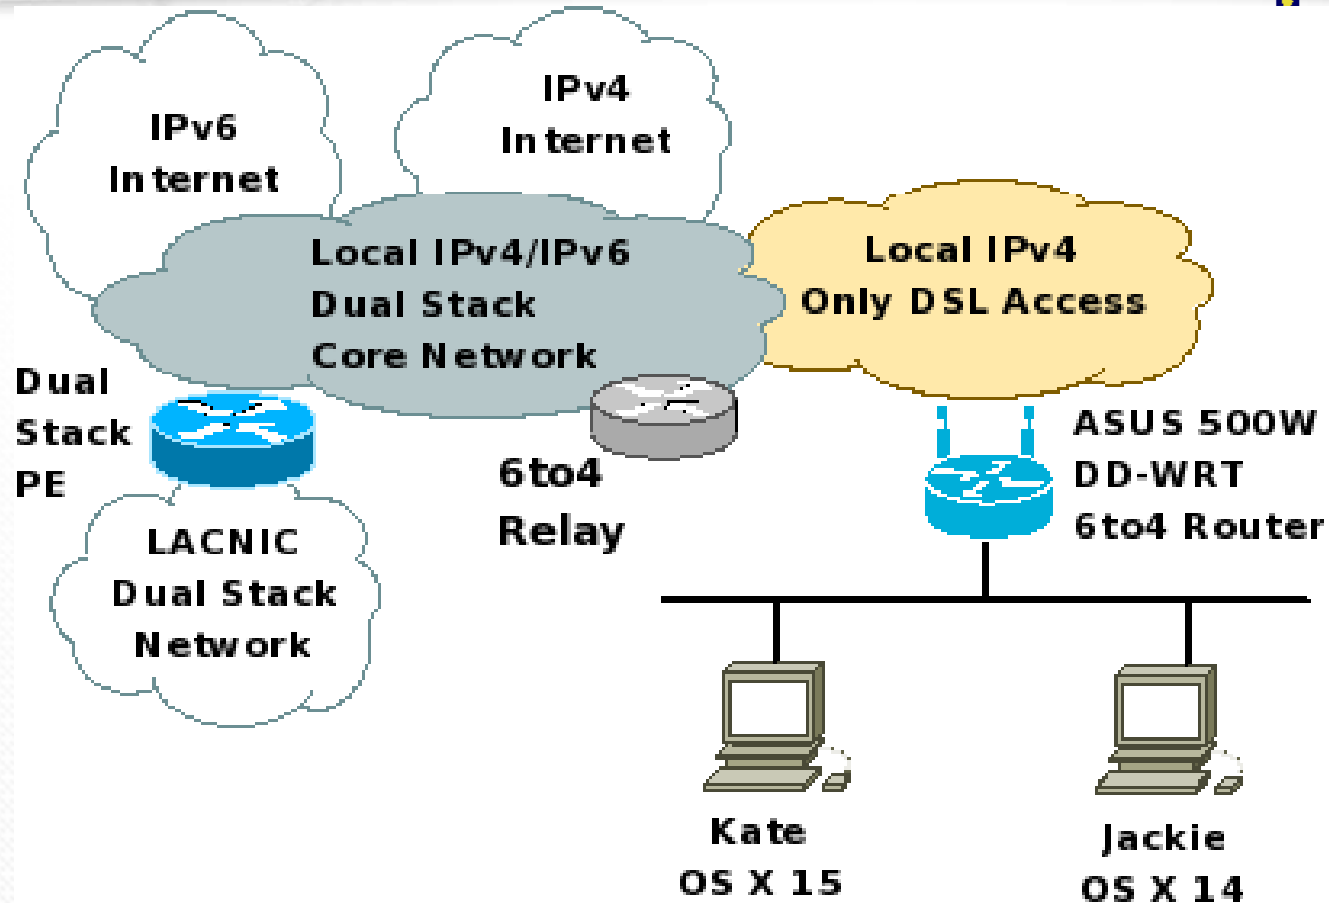 IPv6
Internet
IPv4
Internet
Local IPv4/IPv6
Dual Stack
Core Network
Local IPv4
Only DSL Access
Dual
Stack
PE
6to4
Relay
ASUS 500W
DD-WRT
6to4 Router
LACNIC
Dual Stack
Network
Kate
OS X 15
Jackie
OS X 14